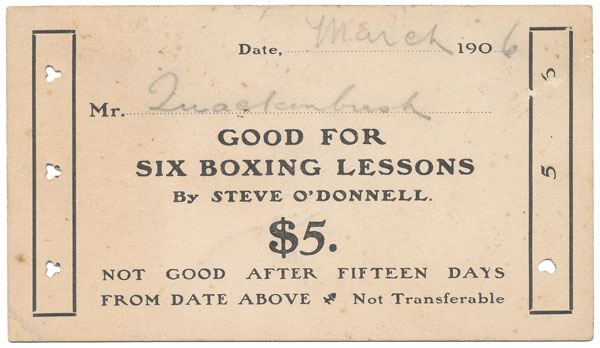 Date, March 1906
Mr. Quackenbush
GOOD FOR
SIX BOXING LESSONS
By STEVE O'DONNELL.
$5.
NOT GOOD AFTER FIFTEEN DAYS
FROM DATE ABOVE Not Transferable
6
5